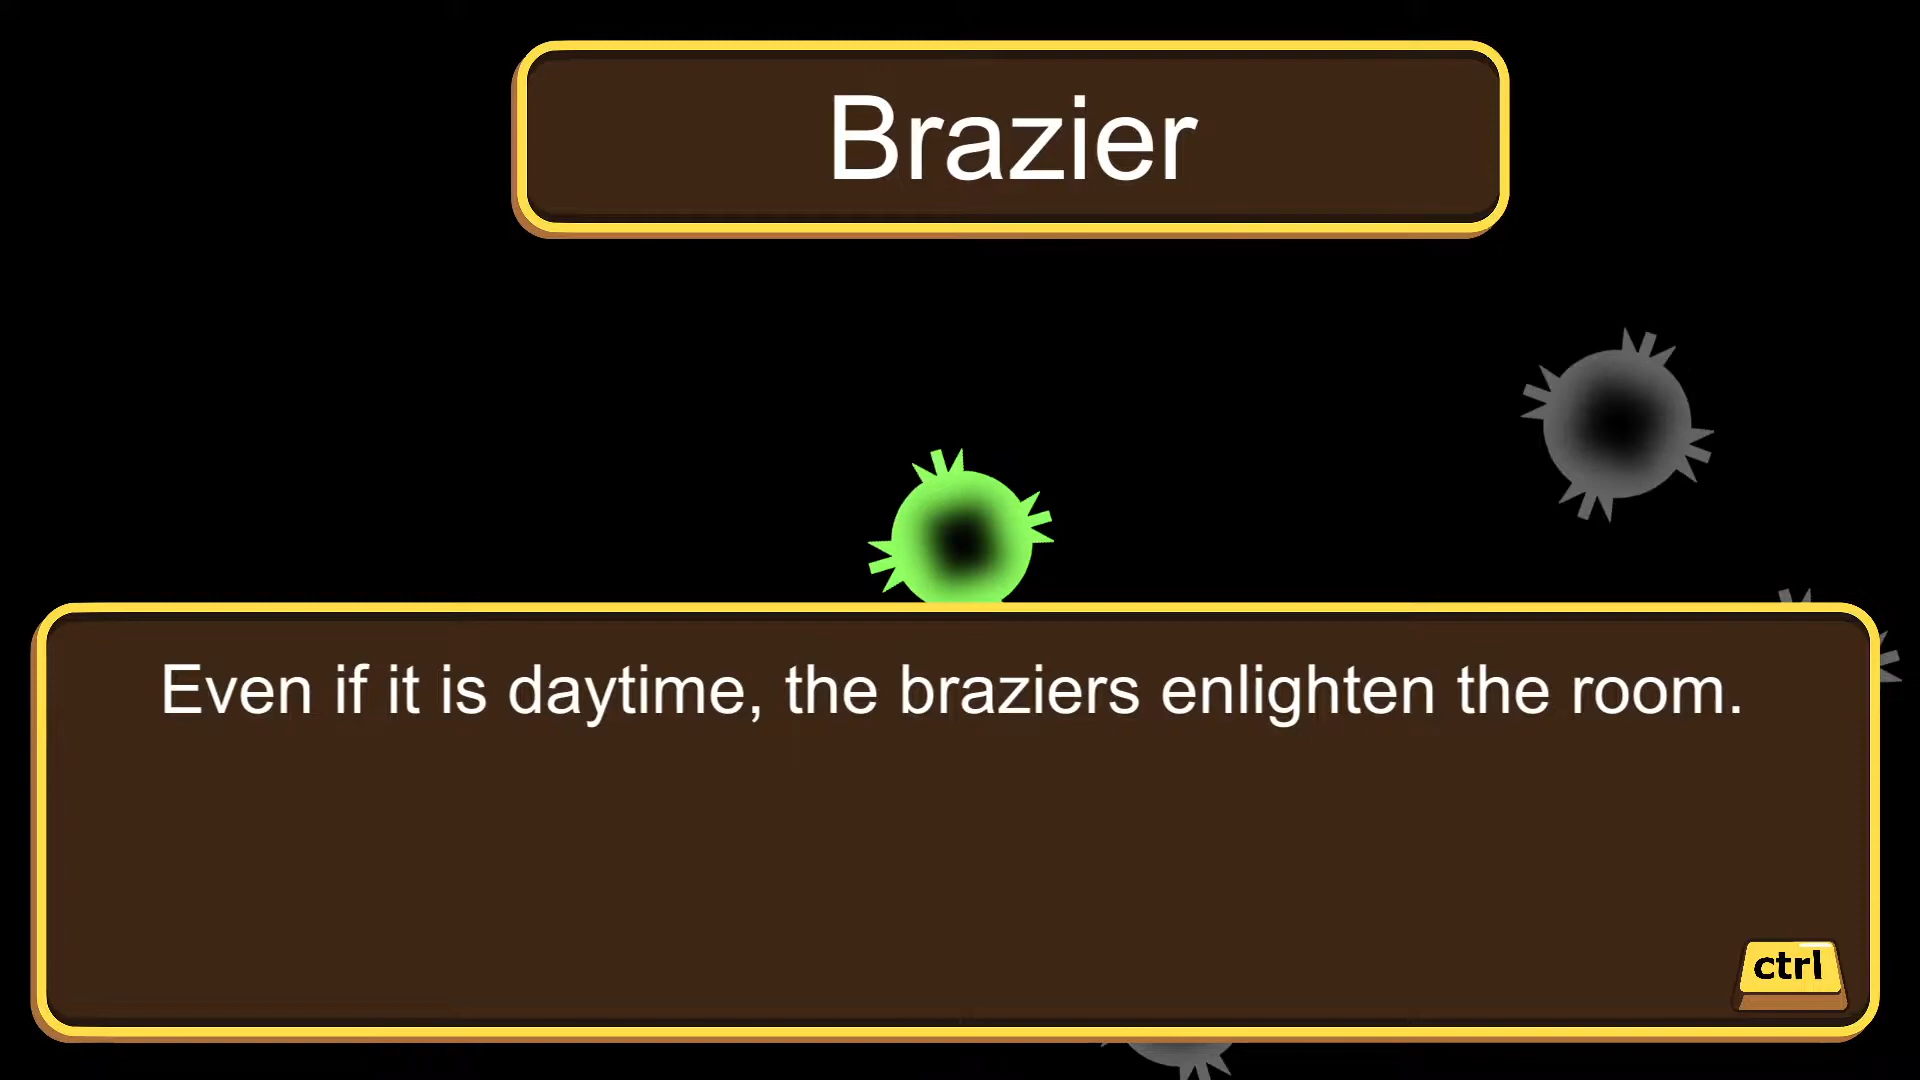 Brazier
Even if it is daytime, the braziers enlighten the room.
ctrl